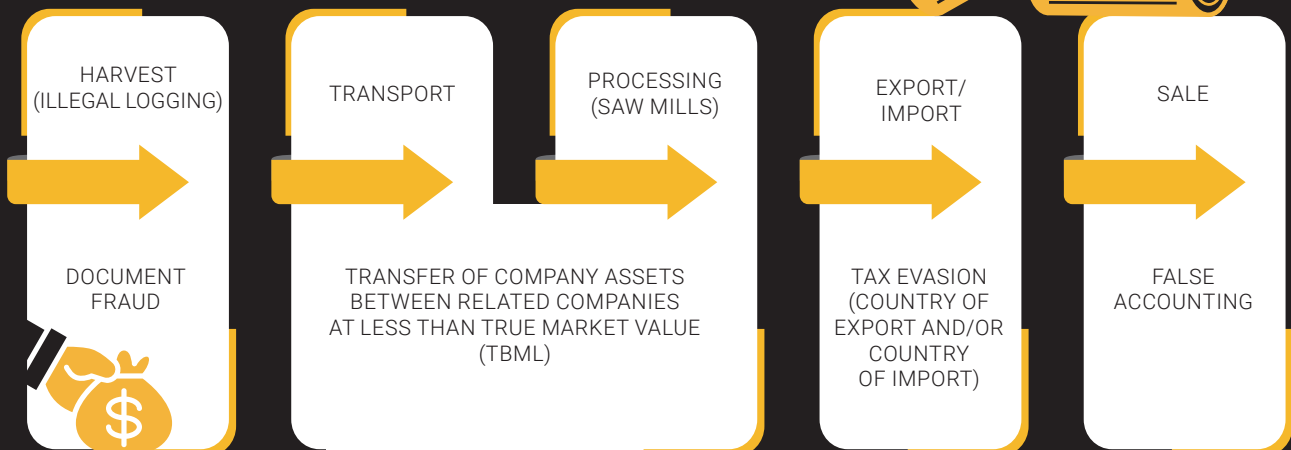 HARVEST
(ILLEGAL LOGGING)
TRANSPORT
PROCESSING
(SAW MILLS)
EXPORT/
IMPORT
SALE
DOCUMENT
FRAUD
TRANSFER OF COMPANY ASSETS
BETWEEN RELATED COMPANIES
AT LESS THAN TRUE MARKET VALUE
(TBML)
TAX EVASION
(COUNTRY OF
EXPORT AND/OR
COUNTRY
OF IMPORT)
FALSE
ACCOUNTING
$